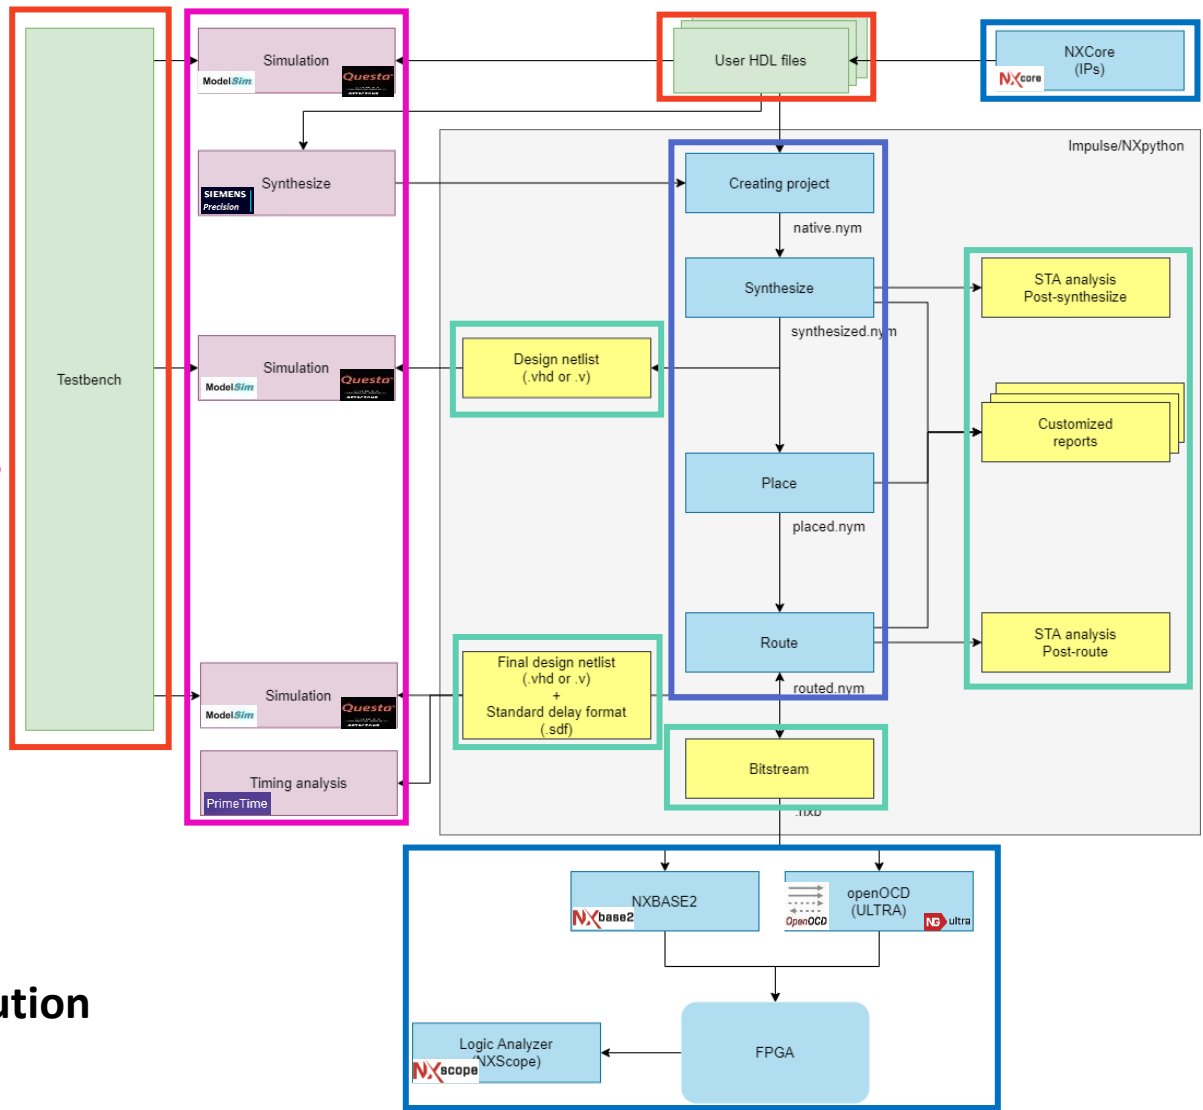 Simulation
ModelSim
Questa
User HDL files
NXCore
(IPs)
NXcore
Impulse/NXpython
SIEMENS
Precision
Synthesize
Creating project
native.nym
Synthesize
synthesized.nym
STA analysis
Post-synthesiize
Testbench
Simulation
ModelSim
Questa
Design netlist
(.vhd or .v)
Customized
reports
Place
placed.nym
Route
routed.nym
STA analysis
Post-route
Simulation
ModelSim
Questa
Final design netlist
(.vhd or .v)
+
Standard delay format
(.sdf)
Timing analysis
PrimeTime
Bitstream
.nxb
NXBASE2
NXbase2
openOCD
(ULTRA)
OpenOCD
NG ultra
ution
Logic Analyzer
(NXScope)
NXscope
FPGA